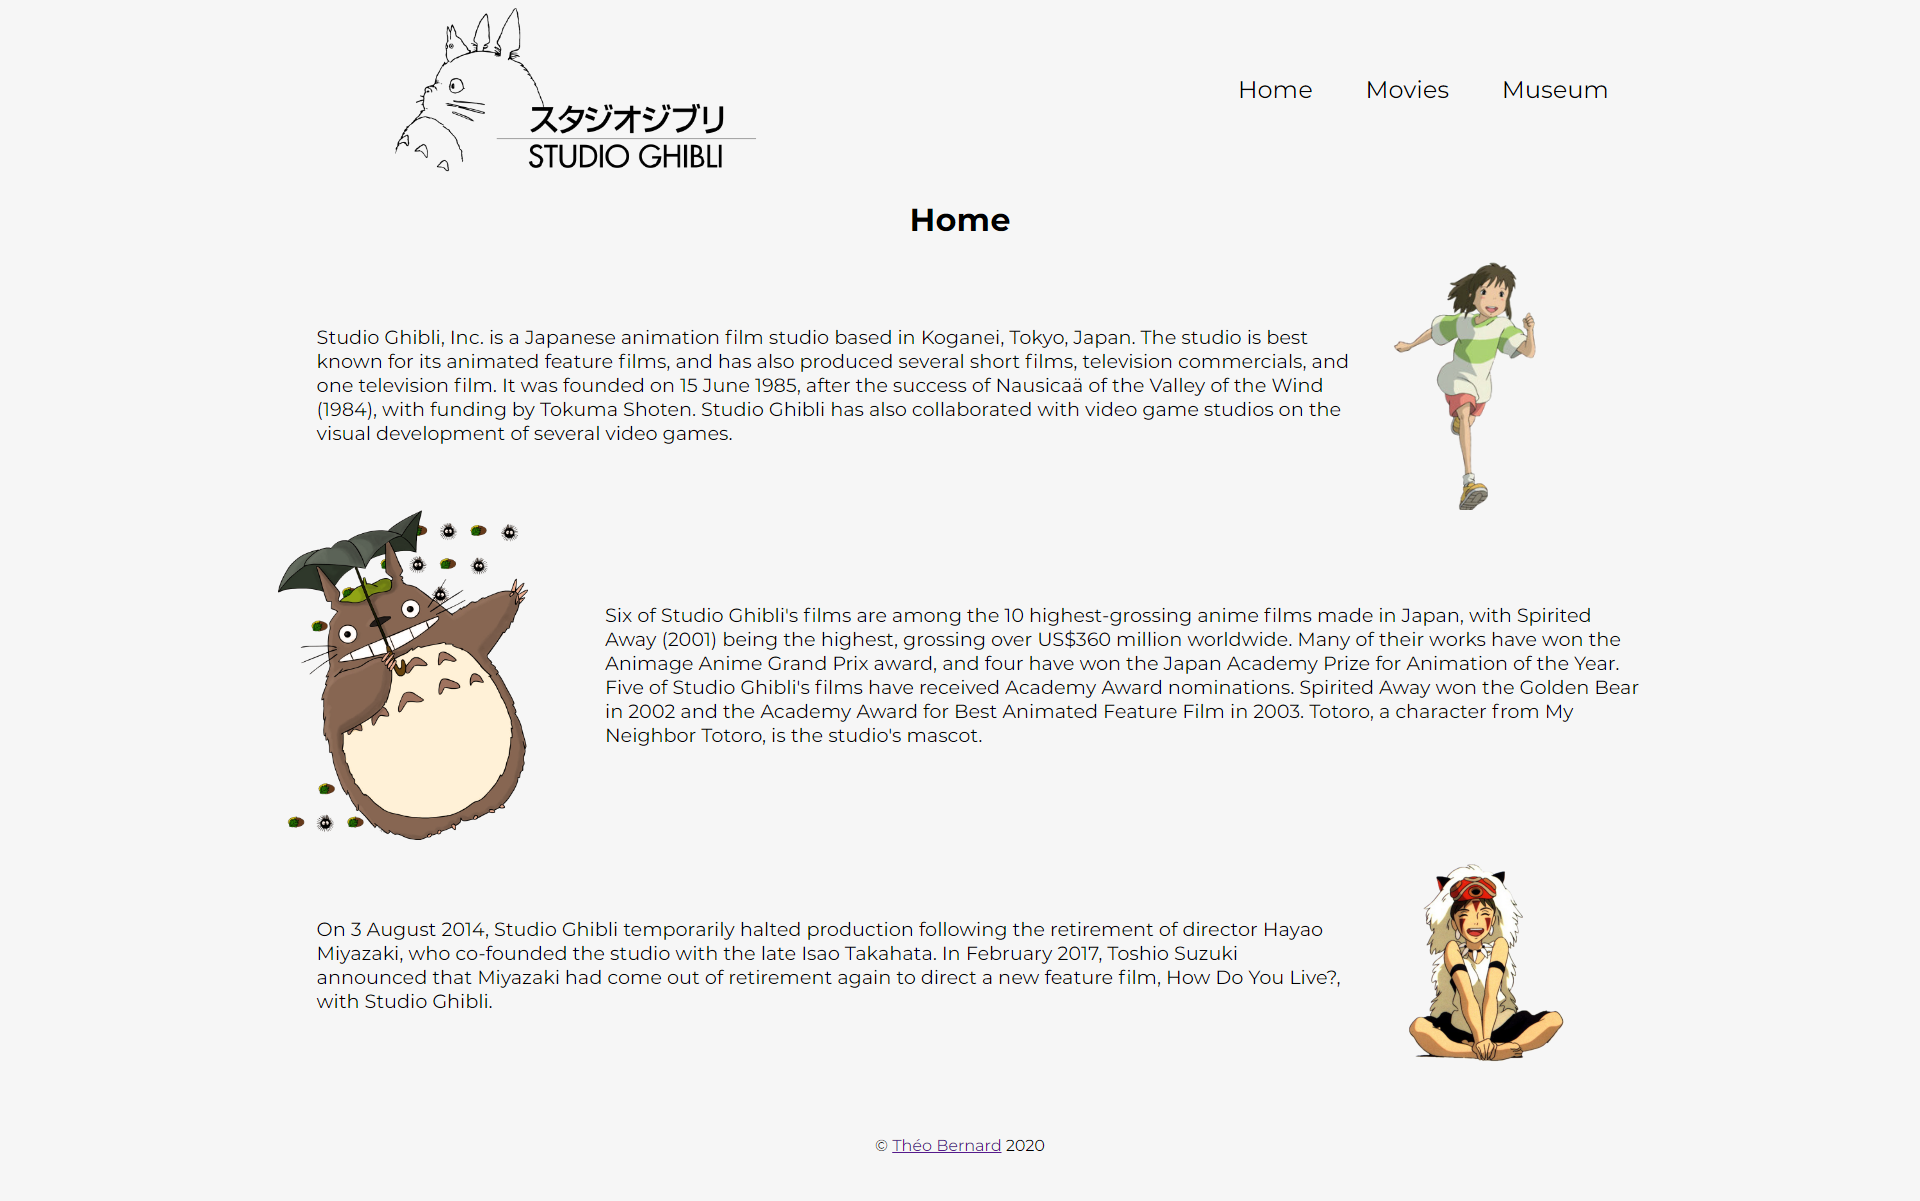 スタジオジブリ
STUDIO GHIBLI
Home Movies Museum
Home
Studio Ghibli, Inc. is a Japanese animation film studio based in Koganei, Tokyo, Japan. The studio is best
known for its animated feature films, and has also produced several short films, television commercials, and
one television film. It was founded on 15 June 1985, after the success of Nausicaä of the Valley of the Wind
(1984), with funding by Tokuma Shoten. Studio Ghibli has also collaborated with video game studios on the
visual development of several video games.
Six of Studio Ghibli's films are among the 10 highest-grossing anime films made in Japan, with Spirited
Away (2001) being the highest, grossing over US$360 million worldwide. Many of their works have won the
Animage Anime Grand Prix award, and four have won the Japan Academy Prize for Animation of the Year.
Five of Studio Ghibli's films have received Academy Award nominations. Spirited Away won the Golden Bear
in 2002 and the Academy Award for Best Animated Feature Film in 2003. Totoro, a character from My
Neighbor Totoro, is the studio's mascot.
On 3 August 2014, Studio Ghibli temporarily halted production following the retirement of director Hayao
Miyazaki, who co-founded the studio with the late Isao Takahata. In February 2017, Toshio Suzuki
announced that Miyazaki had come out of retirement again to direct a new feature film, How Do You Live?,
with Studio Ghibli.
© Théo Bernard 2020